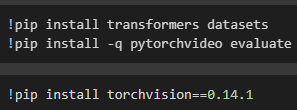 !pip install transformers datasets
!pip install -q pytorchvideo evaluate
!pip install torchvision==0.14.1